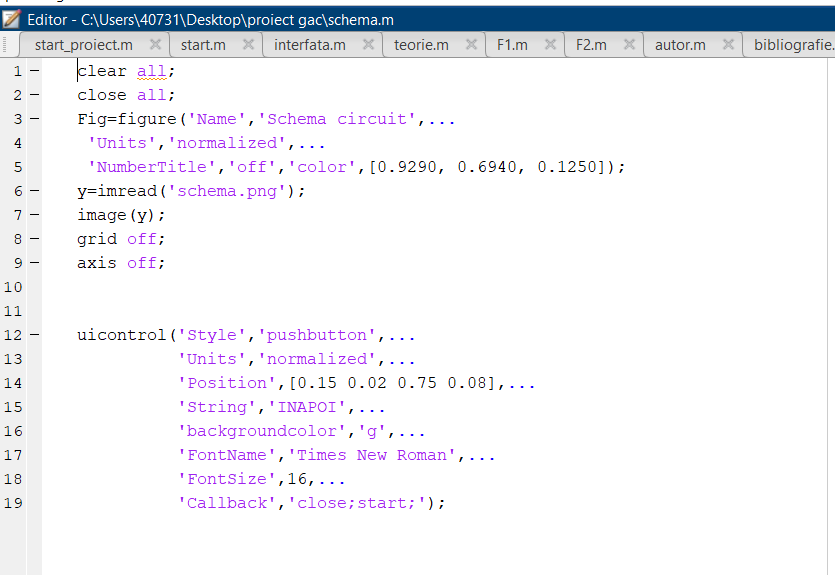 Editor - C:\Users\40731\Desktop\proiect gac\schema.m
start_proiect.m start.m interfata.m teorie.m F1.m F2.m autor.m bibliografie.
1 clear all;
2 close all;
3 Fig=figure('Name','Schema circuit',...
4 'Units','normalized',...
5 'NumberTitle','off','color',[0.9290, 0.6940, 0.1250]);
6 y=imread('schema.png');
7 image(y);
8 grid off;
9 axis off;
10
11
12 uicontrol('Style','pushbutton',...
13 'Units','normalized',...
14 'Position',[0.15 0.02 0.75 0.08],...
15 'String','INAPOI',...
16 'backgroundcolor','g',...
17 'FontName','Times New Roman',...
18 'FontSize',16,...
19 'Callback','close;start;');